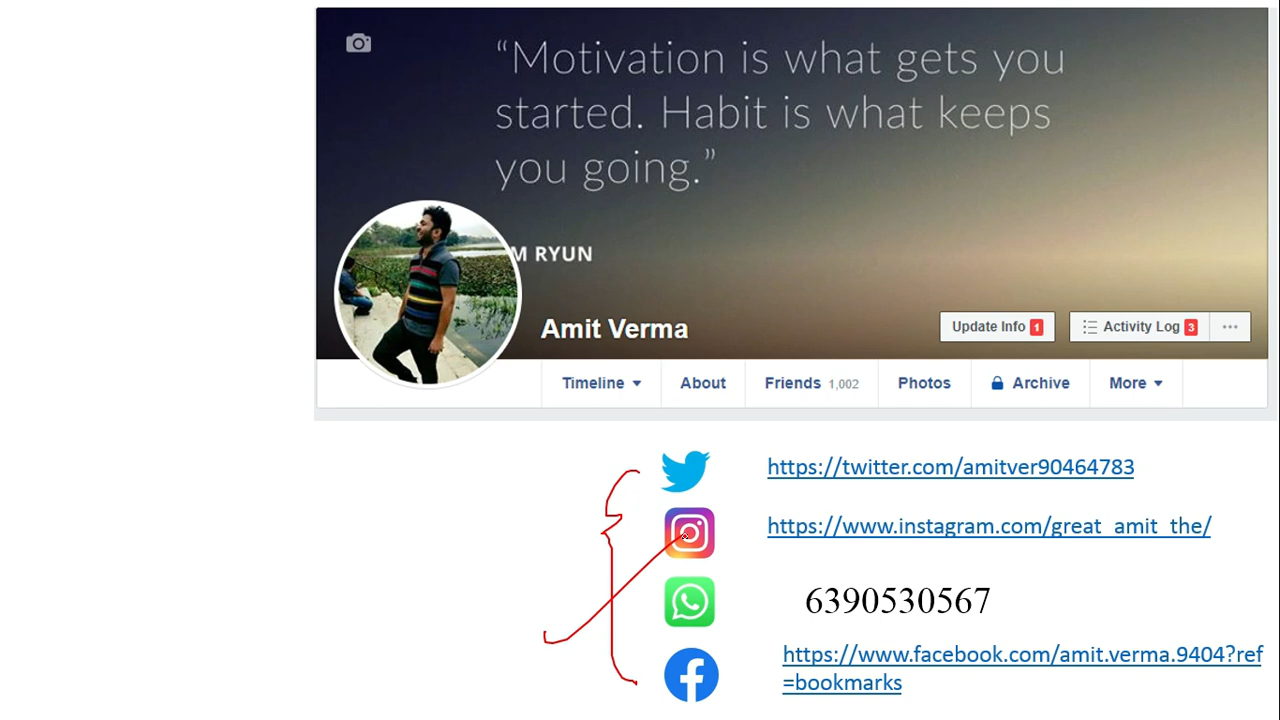 “Motivation is what gets you
started. Habit is what keeps
you going.”
M RYUN
Amit Verma
Update Info 1
Activity Log 3
Timeline
About
Friends 1,002
Photos
Archive
More
https://twitter.com/amitver90464783
https://www.instagram.com/great_amit_the/
6390530567
https://www.facebook.com/amit.verma.9404?ref
=bookmarks